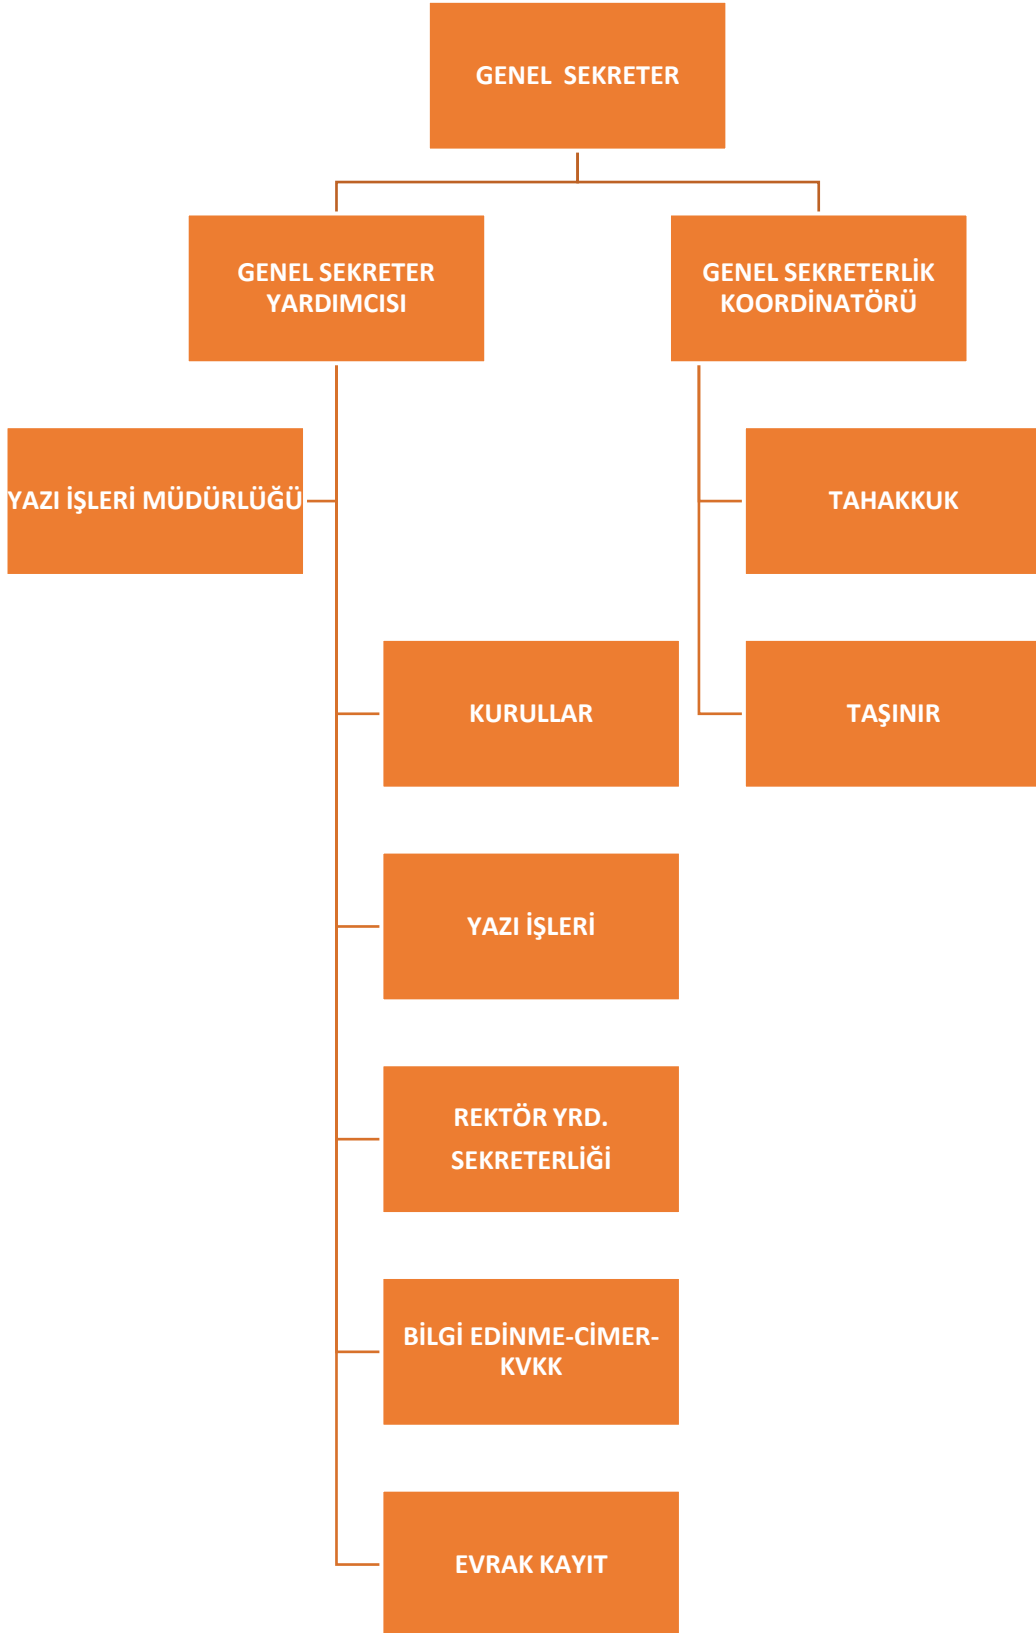 GENEL SEKRETER
GENEL SEKRETER
YARDIMCISI
GENEL SEKRETERLİK
KOORDİNATÖRÜ
YAZI İŞLERİ MÜDÜRLÜĞÜ
TAHAKKUK
KURULLAR
TAŞINIR
YAZI İŞLERİ
REKTÖR YRD.
SEKRETERLİĞİ
BİLGİ EDİNME-CİMER-
KVKK
EVRAK KAYIT